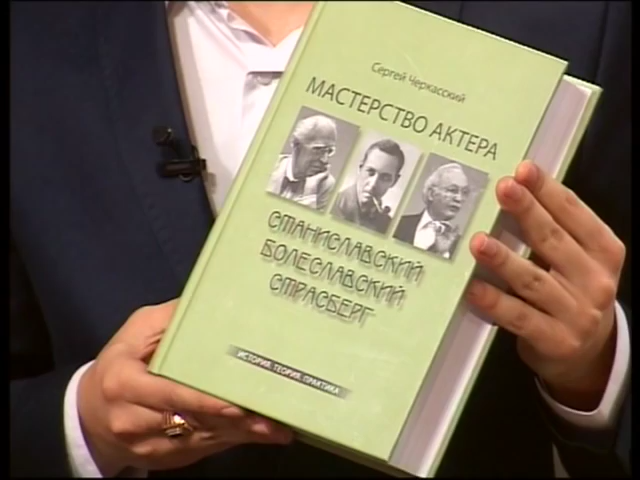 Сергей Черкасский
МАСТЕРСТВО АКТЕРА
СТАНИСЛАВСКИЙ
БОЛЕСЛАВСКИЙ
СТРАСБЕРГ
ИСТОРИЯ. ТЕОРИЯ. ПРАКТИКА